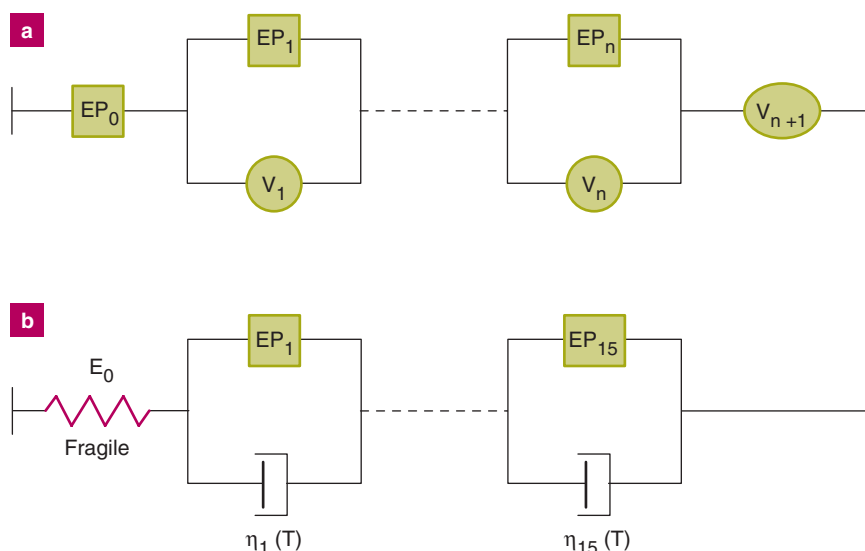 a
EP₁
EPₙ
EP₀
Vₙ₊₁
V₁
Vₙ
b
EP₁
EP₁₅
E₀
Fragile
η₁ (T)
η₁₅ (T)